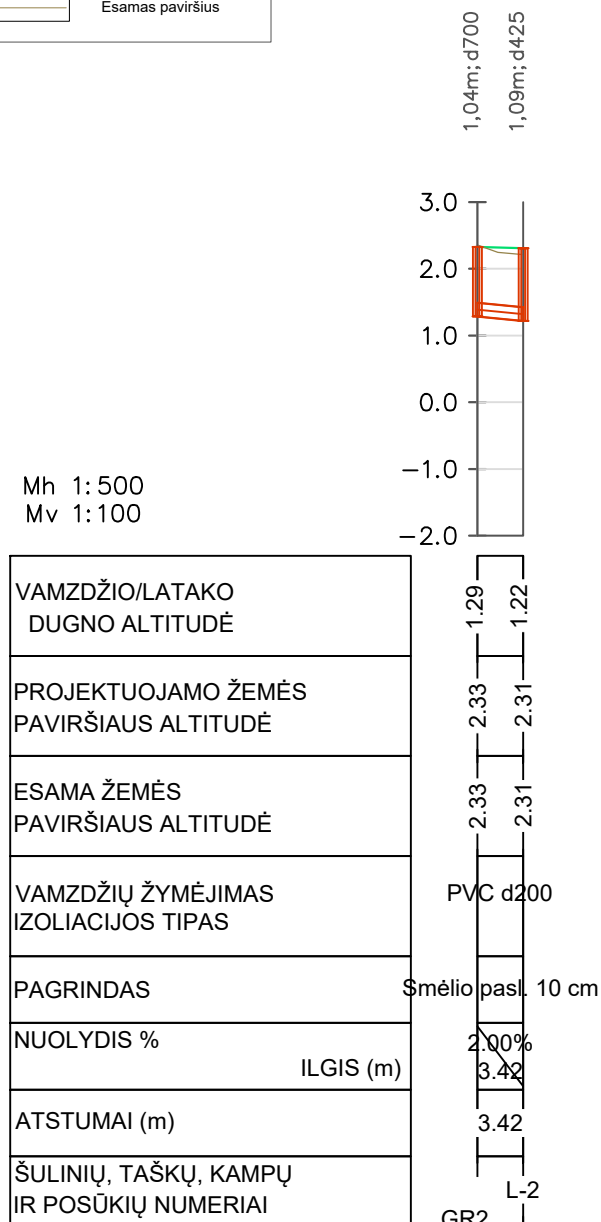 Esamas paviršius
1,04m; d700
1,09m; d425
3.0
2.0
1.0
0.0
−1.0
−2.0
Mh 1:500
Mv 1:100
VAMZDŽIO/LATAKO
DUGNO ALTITUDĖ
1.29
1.22
PROJEKTUOJAMO ŽEMĖS
PAVIRŠIAUS ALTITUDĖ
2.33
2.31
ESAMA ŽEMĖS
PAVIRŠIAUS ALTITUDĖ
2.33
2.31
VAMZDŽIŲ ŽYMĖJIMAS
IZOLIACIJOS TIPAS
PVC d200
PAGRINDAS
Smėlio pasl. 10 cm
NUOLYDIS %
ILGIS (m)
2.00%
3.42
ATSTUMAI (m)
3.42
ŠULINIŲ, TAŠKŲ, KAMPŲ
IR POSŪKIŲ NUMERIAI
L-2
GR2